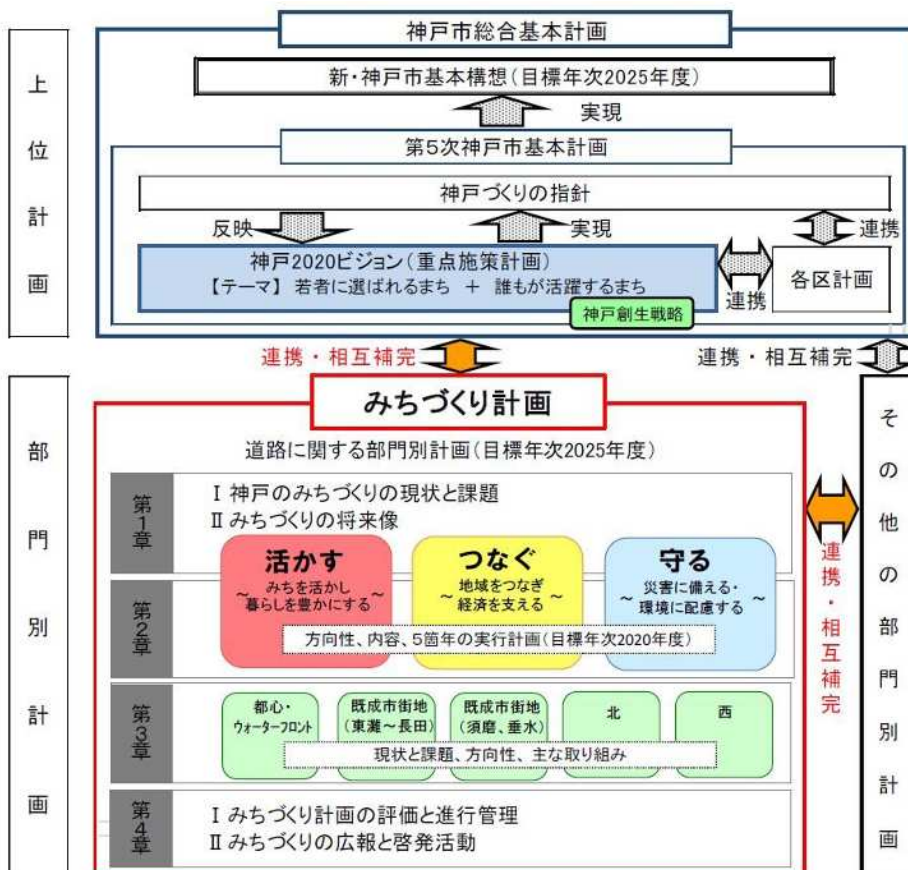 上位計画
神戸市総合基本計画
新・神戸市基本構想（目標年次2025年度）
実現
第5次神戸市基本計画
神戸づくりの指針
反映
実現
連携
神戸2020ビジョン（重点施策計画）
【テーマ】 若者に選ばれるまち ＋ 誰もが活躍するまち
神戸創生戦略
連携
各区計画
連携・相互補完
連携・相互補完
部門別計画
みちづくり計画
道路に関する部門別計画（目標年次2025年度）
第1章
Ⅰ 神戸のみちづくりの現状と課題
Ⅱ みちづくりの将来像
活かす
～ みちを活かし
暮らしを豊かにする ～
つなぐ
～ 地域をつなぎ
経済を支える ～
守る
～ 災害に備える・
環境に配慮する ～
第2章
方向性、内容、5箇年の実行計画（目標年次2020年度）
第3章
都心・
ウォーターフロント
既成市街地
（東灘～長田）
既成市街地
（須磨、垂水）
北
西
現状と課題、方向性、主な取り組み
第4章
Ⅰ みちづくり計画の評価と進行管理
Ⅱ みちづくりの広報と啓発活動
連携・相互補完
その他の部門別計画